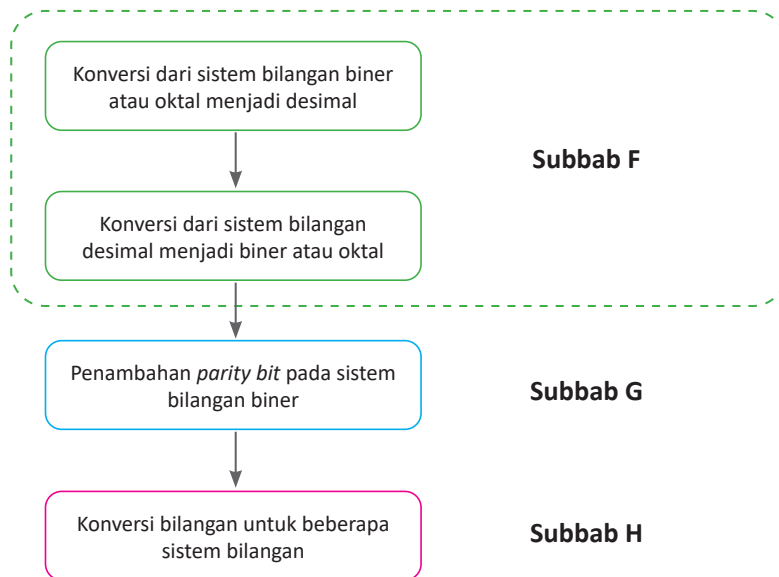 Konversi dari sistem bilangan biner
atau oktal menjadi desimal
Subbab F
Konversi dari sistem bilangan
desimal menjadi biner atau oktal
Penambahan parity bit pada sistem
bilangan biner
Subbab G
Konversi bilangan untuk beberapa
sistem bilangan
Subbab H